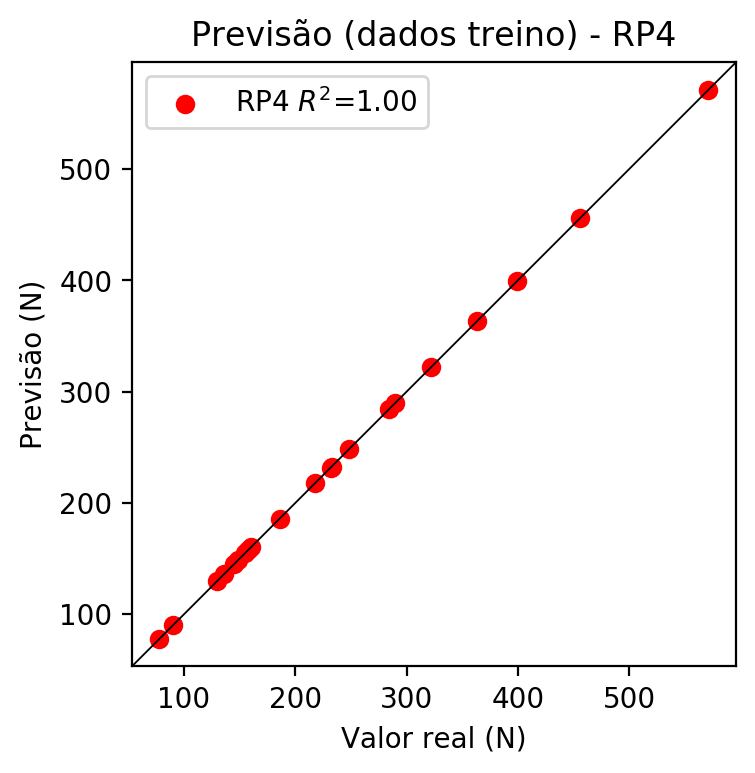 Previsão (dados treino) - RP4
RP4 R²=1.00
500
400
300
200
100
Previsão (N)
100 200 300 400 500
Valor real (N)